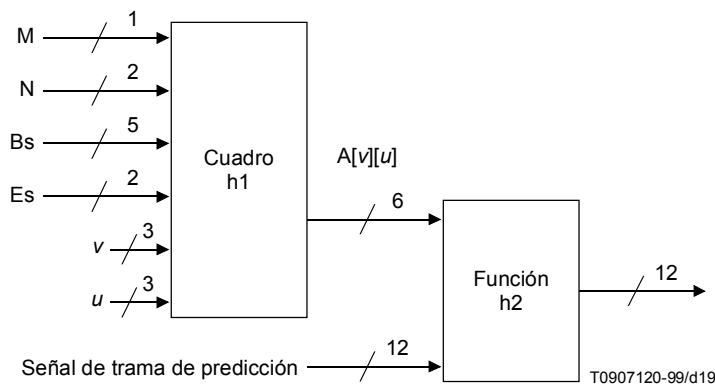 M 1
N 2
Bs 5
Es 2
v 3
u 3
Cuadro
h1
A[v][u]
6
Función
h2
12
Señal de trama de predicción 12
T0907120-99/d19